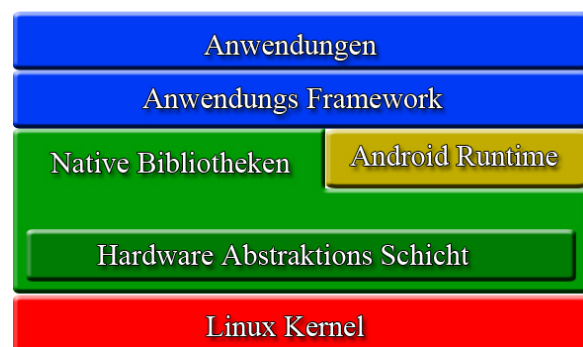 Anwendungen
Anwendungs Framework
Native Bibliotheken
Android Runtime
Hardware Abstraktions Schicht
Linux Kernel